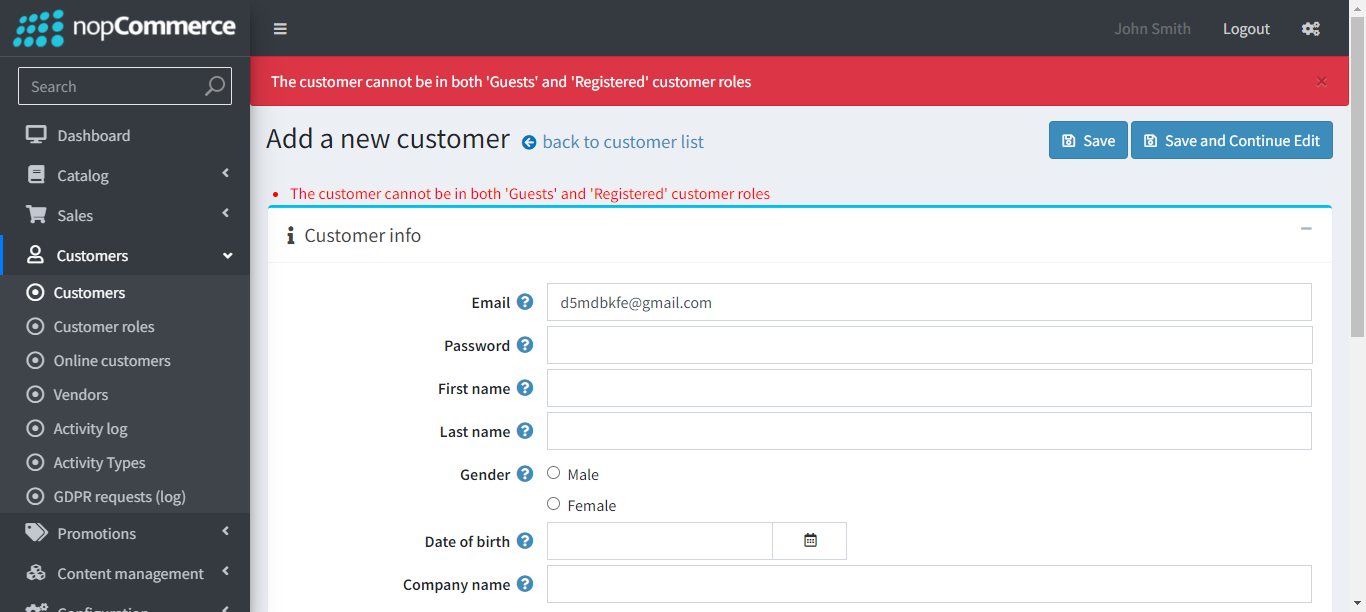 nopCommerce
John Smith
Logout
The customer cannot be in both 'Guests' and 'Registered' customer roles
×
Search
Add a new customer
back to customer list
Save
Save and Continue Edit
The customer cannot be in both 'Guests' and 'Registered' customer roles
Dashboard
Catalog
Sales
Customers
Customers
Customer roles
Online customers
Vendors
Activity log
Activity Types
GDPR requests (log)
Promotions
Content management
Configuration
Customer info
Email
d5mdbkfe@gmail.com
Password
First name
Last name
Gender
Male
Female
Date of birth
Company name